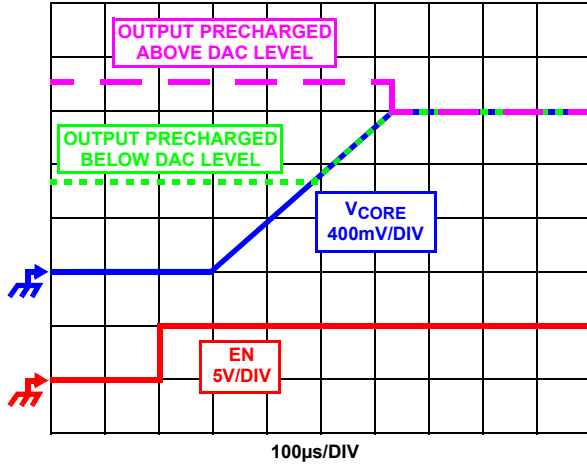 OUTPUT PRECHARGED
ABOVE DAC LEVEL
OUTPUT PRECHARGED
BELOW DAC LEVEL
VCORE
400mV/DIV
EN
5V/DIV
100µs/DIV